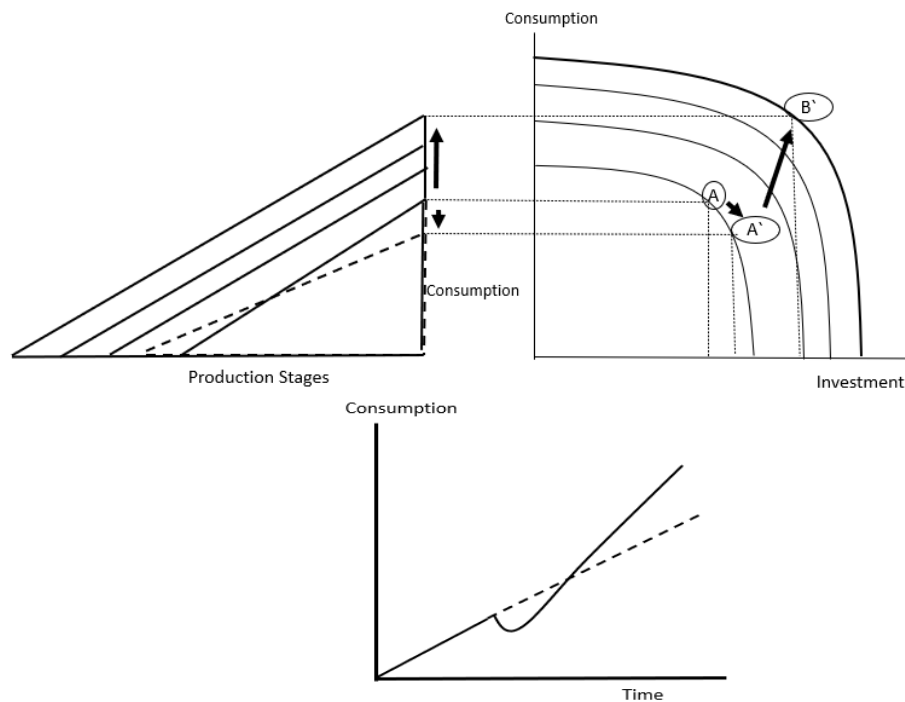 Consumption
B`
A
A`
Consumption
Production Stages
Investment
Consumption
Time